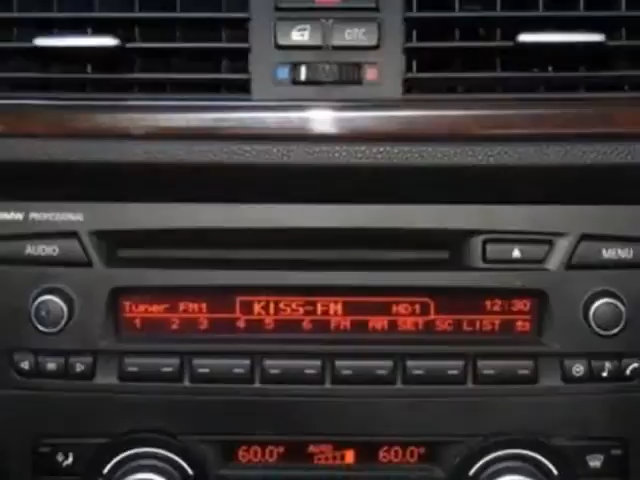 DTC
BMW PROFESSIONAL
AUDIO
MENU
Tuner FM1 KISS-FM HD1 12:30
1 2 3 4 5 6 FM AM SET SC LIST
60.0° AUTO 60.0°